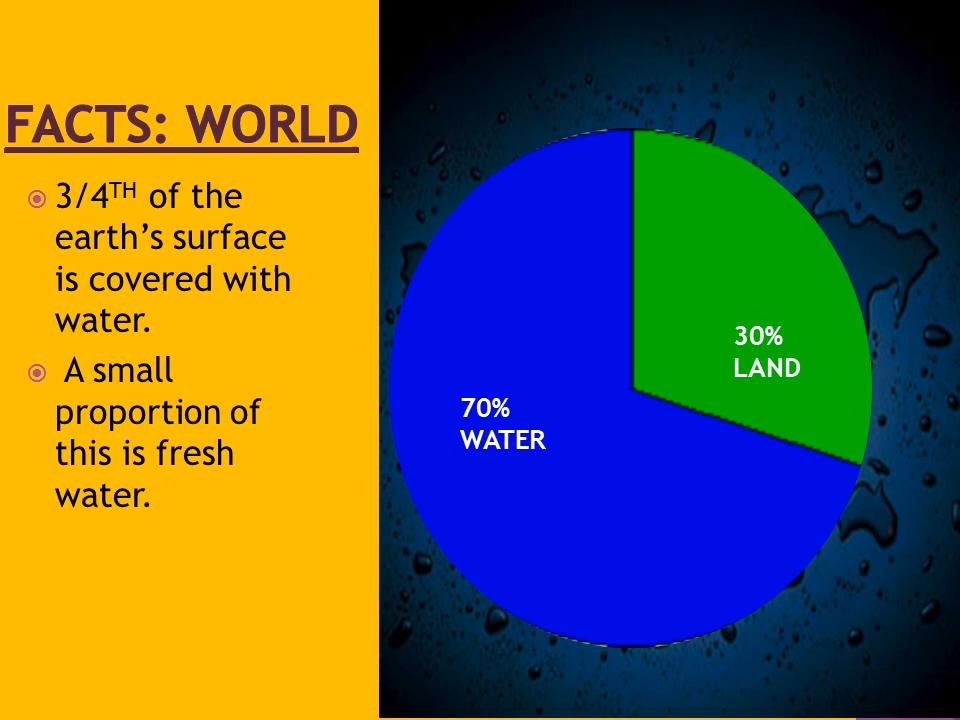 FACTS: WORLD
3/4TH of the
earth’s surface
is covered with
water.
A small
proportion of
this is fresh
water.
30%
LAND
70%
WATER